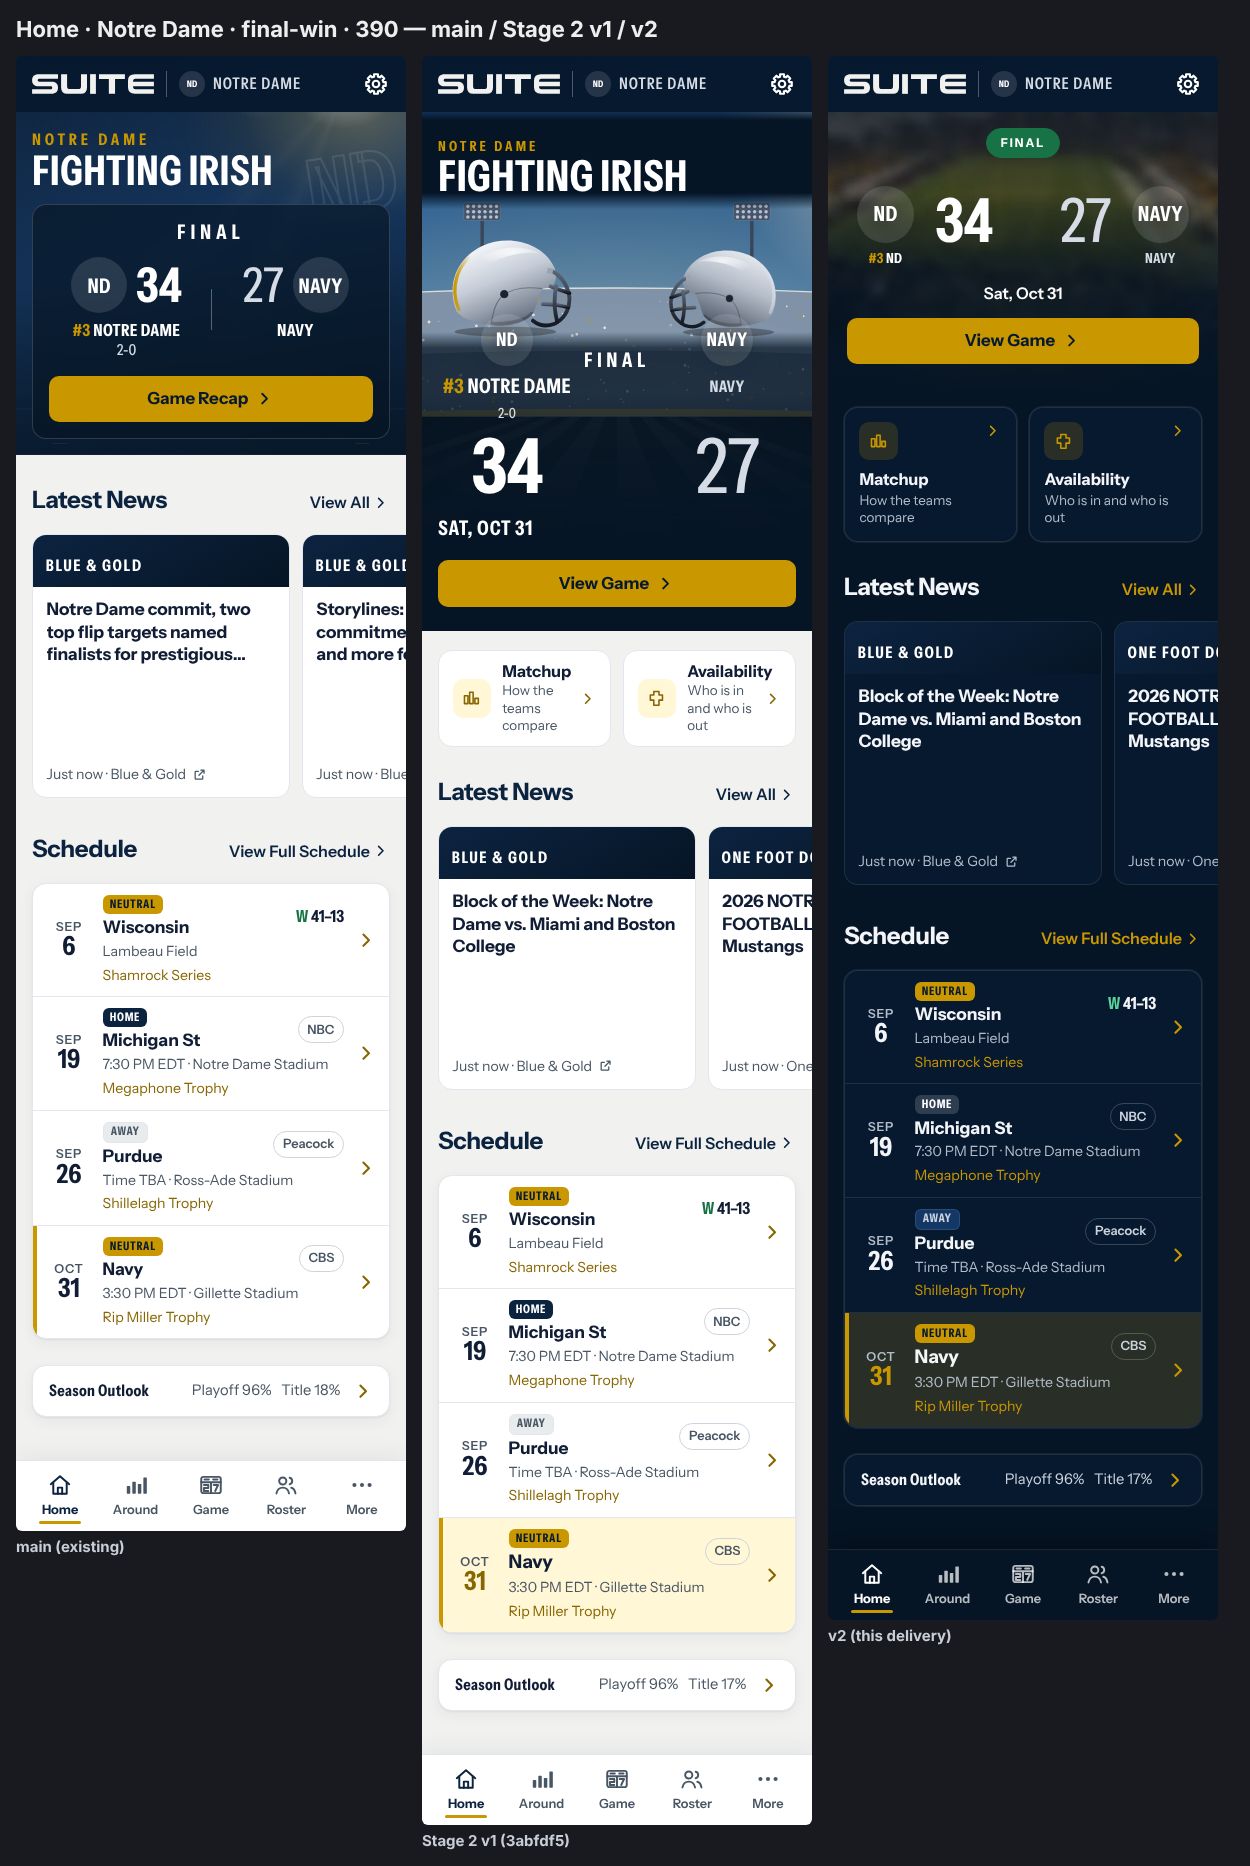 Home · Notre Dame · final-win · 390 — main / Stage 2 v1 / v2
SUITE
ND
NOTRE DAME
NOTRE DAME
FIGHTING IRISH
ND
FINAL
ND
34
27
NAVY
#3 NOTRE DAME
NAVY
2-0
Game Recap
Latest News
View All
BLUE & GOLD
BLUE & GOLD
Notre Dame commit, two
top flip targets named
finalists for prestigious...
Storylines:
commitme
and more fo
Just now · Blue & Gold
Just now · Blue
Schedule
View Full Schedule
SEP
6
NEUTRAL
Wisconsin
Lambeau Field
Shamrock Series
W 41-13
SEP
19
HOME
Michigan St
7:30 PM EDT · Notre Dame Stadium
Megaphone Trophy
NBC
SEP
26
AWAY
Purdue
Time TBA · Ross-Ade Stadium
Shillelagh Trophy
Peacock
OCT
31
NEUTRAL
Navy
3:30 PM EDT · Gillette Stadium
Rip Miller Trophy
CBS
Season Outlook
Playoff 96%
Title 18%
Home
Around
Game
Roster
More
main (existing)
SUITE
ND
NOTRE DAME
NOTRE DAME
FIGHTING IRISH
ND
NAVY
FINAL
#3 NOTRE DAME
NAVY
2-0
34
27
SAT, OCT 31
View Game
Matchup
How the
teams
compare
Availability
Who is in
and who is
out
Latest News
View All
BLUE & GOLD
ONE FOOT DO
Block of the Week: Notre
Dame vs. Miami and Boston
College
2026 NOTR
FOOTBALL
Mustangs
Just now · Blue & Gold
Just now · One
Schedule
View Full Schedule
SEP
6
NEUTRAL
Wisconsin
Lambeau Field
Shamrock Series
W 41-13
SEP
19
HOME
Michigan St
7:30 PM EDT · Notre Dame Stadium
Megaphone Trophy
NBC
SEP
26
AWAY
Purdue
Time TBA · Ross-Ade Stadium
Shillelagh Trophy
Peacock
OCT
31
NEUTRAL
Navy
3:30 PM EDT · Gillette Stadium
Rip Miller Trophy
CBS
Season Outlook
Playoff 96%
Title 17%
Home
Around
Game
Roster
More
Stage 2 v1 (3abfdf5)
SUITE
ND
NOTRE DAME
FINAL
ND
34
27
NAVY
#3 ND
NAVY
Sat, Oct 31
View Game
Matchup
How the teams
compare
Availability
Who is in and who is
out
Latest News
View All
BLUE & GOLD
ONE FOOT DO
Block of the Week: Notre
Dame vs. Miami and Boston
College
2026 NOTR
FOOTBALL
Mustangs
Just now · Blue & Gold
Just now · One
Schedule
View Full Schedule
SEP
6
NEUTRAL
Wisconsin
Lambeau Field
Shamrock Series
W 41-13
SEP
19
HOME
Michigan St
7:30 PM EDT · Notre Dame Stadium
Megaphone Trophy
NBC
SEP
26
AWAY
Purdue
Time TBA · Ross-Ade Stadium
Shillelagh Trophy
Peacock
OCT
31
NEUTRAL
Navy
3:30 PM EDT · Gillette Stadium
Rip Miller Trophy
CBS
Season Outlook
Playoff 96%
Title 17%
Home
Around
Game
Roster
More
v2 (this delivery)